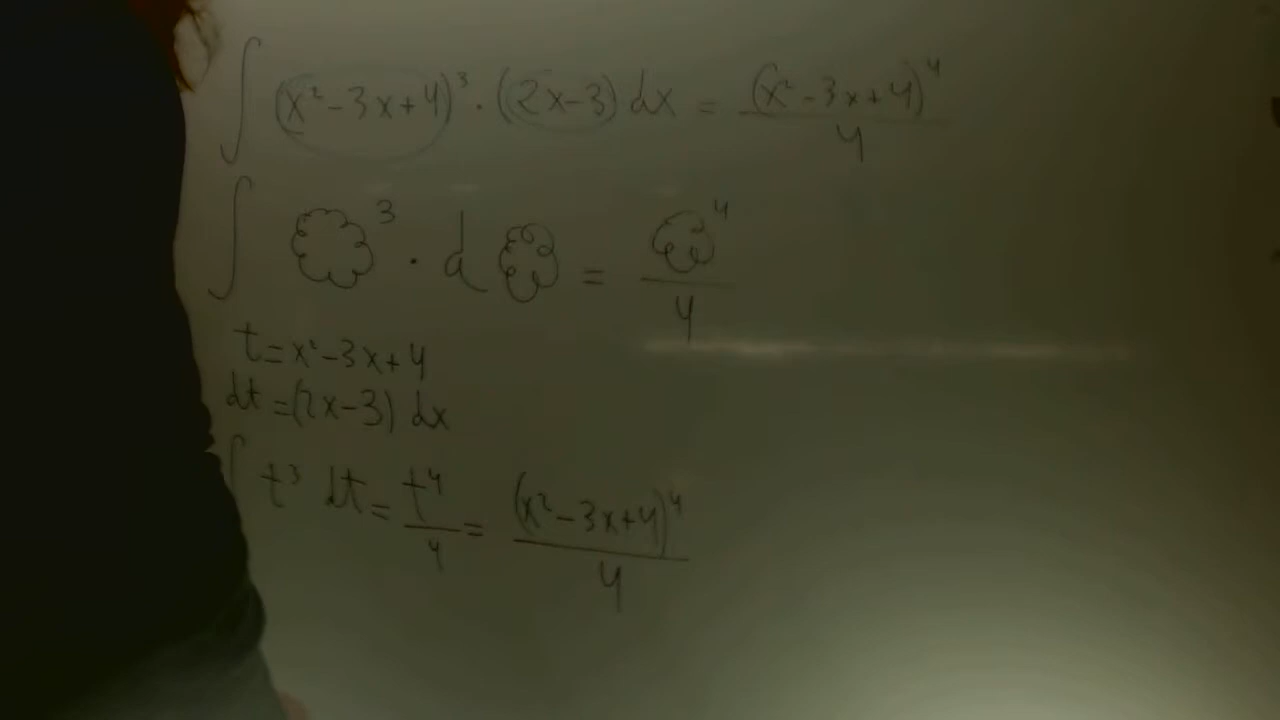 ∫ (x²-3x+4)³ · (2x-3) dx = (x²-3x+4)⁴/4
∫ ³ · d = ⁴/4
t = x²-3x+4
dt = (2x-3) dx
∫ t³ dt = t⁴/4 = (x²-3x+4)⁴/4